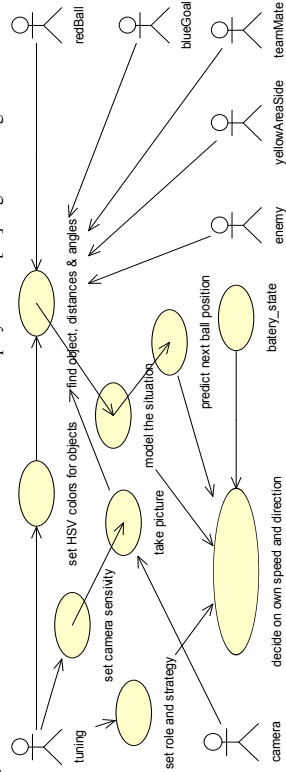 redBall
blueGoal
teamMate
yellowAreaSide
enemy
find object, distances & angles
set HSV colors for objects
model the situation
predict next ball position
batery_state
take picture
set camera sensivity
tuning
set role and strategy
decide on own speed and direction
camera